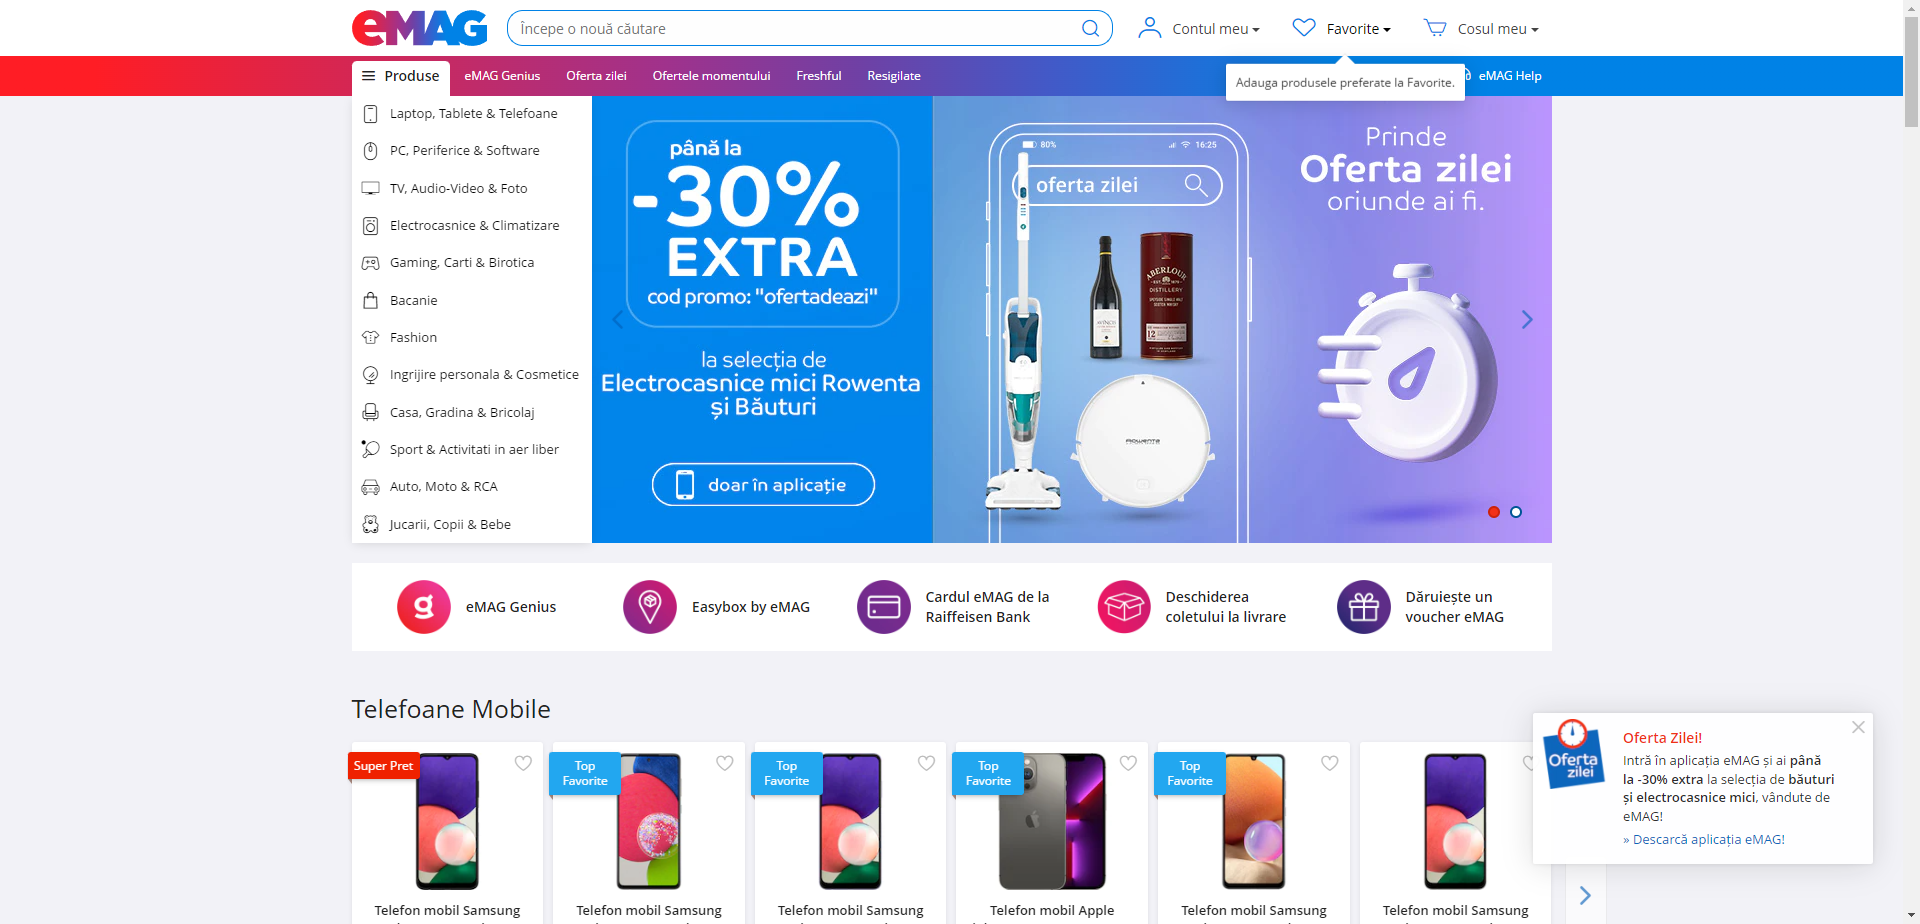 eMAG
Începe o nouă căutare
Contul meu
Favorite
Cosul meu
Produse
eMAG Genius
Oferta zilei
Ofertele momentului
Freshful
Resigilate
Adauga produsele preferate la Favorite.
eMAG Help
Laptop, Tablete & Telefoane
PC, Periferice & Software
TV, Audio-Video & Foto
Electrocasnice & Climatizare
Gaming, Carti & Birotica
Bacanie
Fashion
Ingrijire personala & Cosmetice
Casa, Gradina & Bricolaj
Sport & Activitati in aer liber
Auto, Moto & RCA
Jucarii, Copii & Bebe
până la
-30%
EXTRA
cod promo: "ofertadeazi"
la selecția de
Electrocasnice mici Rowenta
și Băuturi
doar în aplicație
80%
16:25
oferta zilei
ABERLOUR
DISTILLERY
12
Rowenta
Prinde
Oferta zilei
oriunde ai fi.
eMAG Genius
Easybox by eMAG
Cardul eMAG de la
Raiffeisen Bank
Deschiderea
coletului la livrare
Dăruiește un
voucher eMAG
Telefoane Mobile
Super Pret
Top
Favorite
Top
Favorite
Top
Favorite
Top
Favorite
Telefon mobil Samsung
Telefon mobil Samsung
Telefon mobil Samsung
Telefon mobil Apple
Telefon mobil Samsung
Telefon mobil Samsung
Oferta
zilei
Oferta Zilei!
Intră în aplicația eMAG și ai până
la -30% extra la selecția de băuturi
și electrocasnice mici, vândute de
eMAG!
» Descarcă aplicația eMAG!